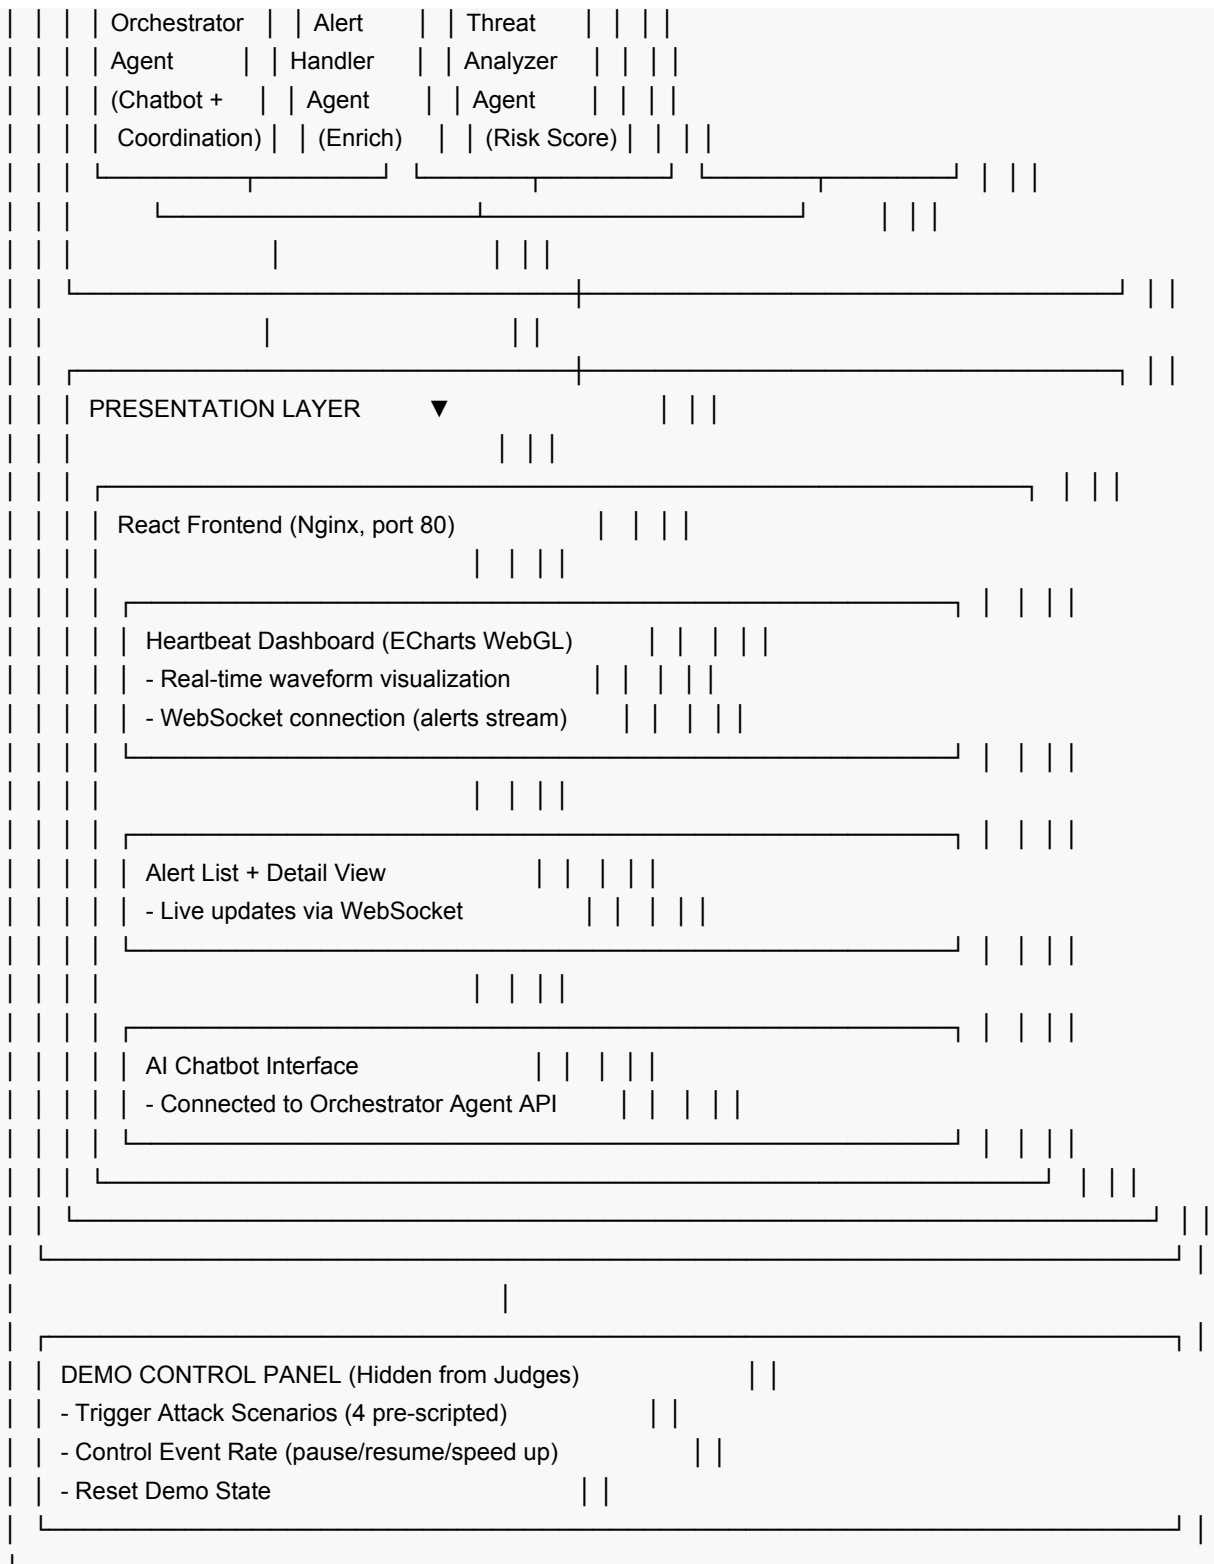 Orchestrator Alert Threat
Agent Handler Analyzer
(Chatbot + Agent Agent
Coordination) (Enrich) (Risk Score)
PRESENTATION LAYER ▼
React Frontend (Nginx, port 80)
Heartbeat Dashboard (ECharts WebGL)
- Real-time waveform visualization
- WebSocket connection (alerts stream)
Alert List + Detail View
- Live updates via WebSocket
AI Chatbot Interface
- Connected to Orchestrator Agent API
DEMO CONTROL PANEL (Hidden from Judges)
- Trigger Attack Scenarios (4 pre-scripted)
- Control Event Rate (pause/resume/speed up)
- Reset Demo State